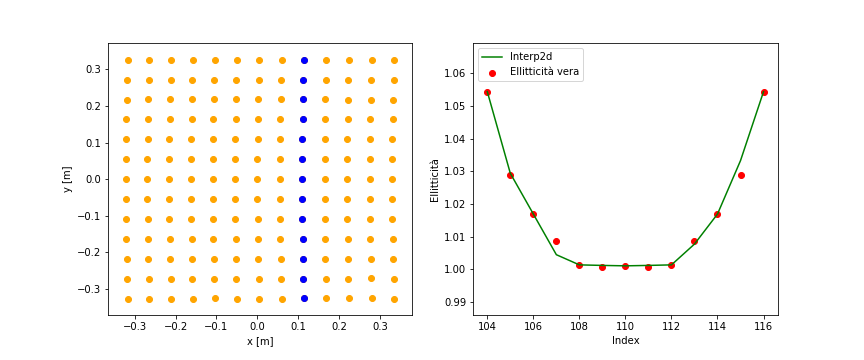 0.3
0.2
0.1
0.0
−0.1
−0.2
−0.3
y [m]
−0.3 −0.2 −0.1 0.0 0.1 0.2 0.3
x [m]
Interp2d
Ellitticità vera
1.06
1.05
1.04
1.03
1.02
1.01
1.00
0.99
Ellitticità
104 106 108 110 112 114 116
Index